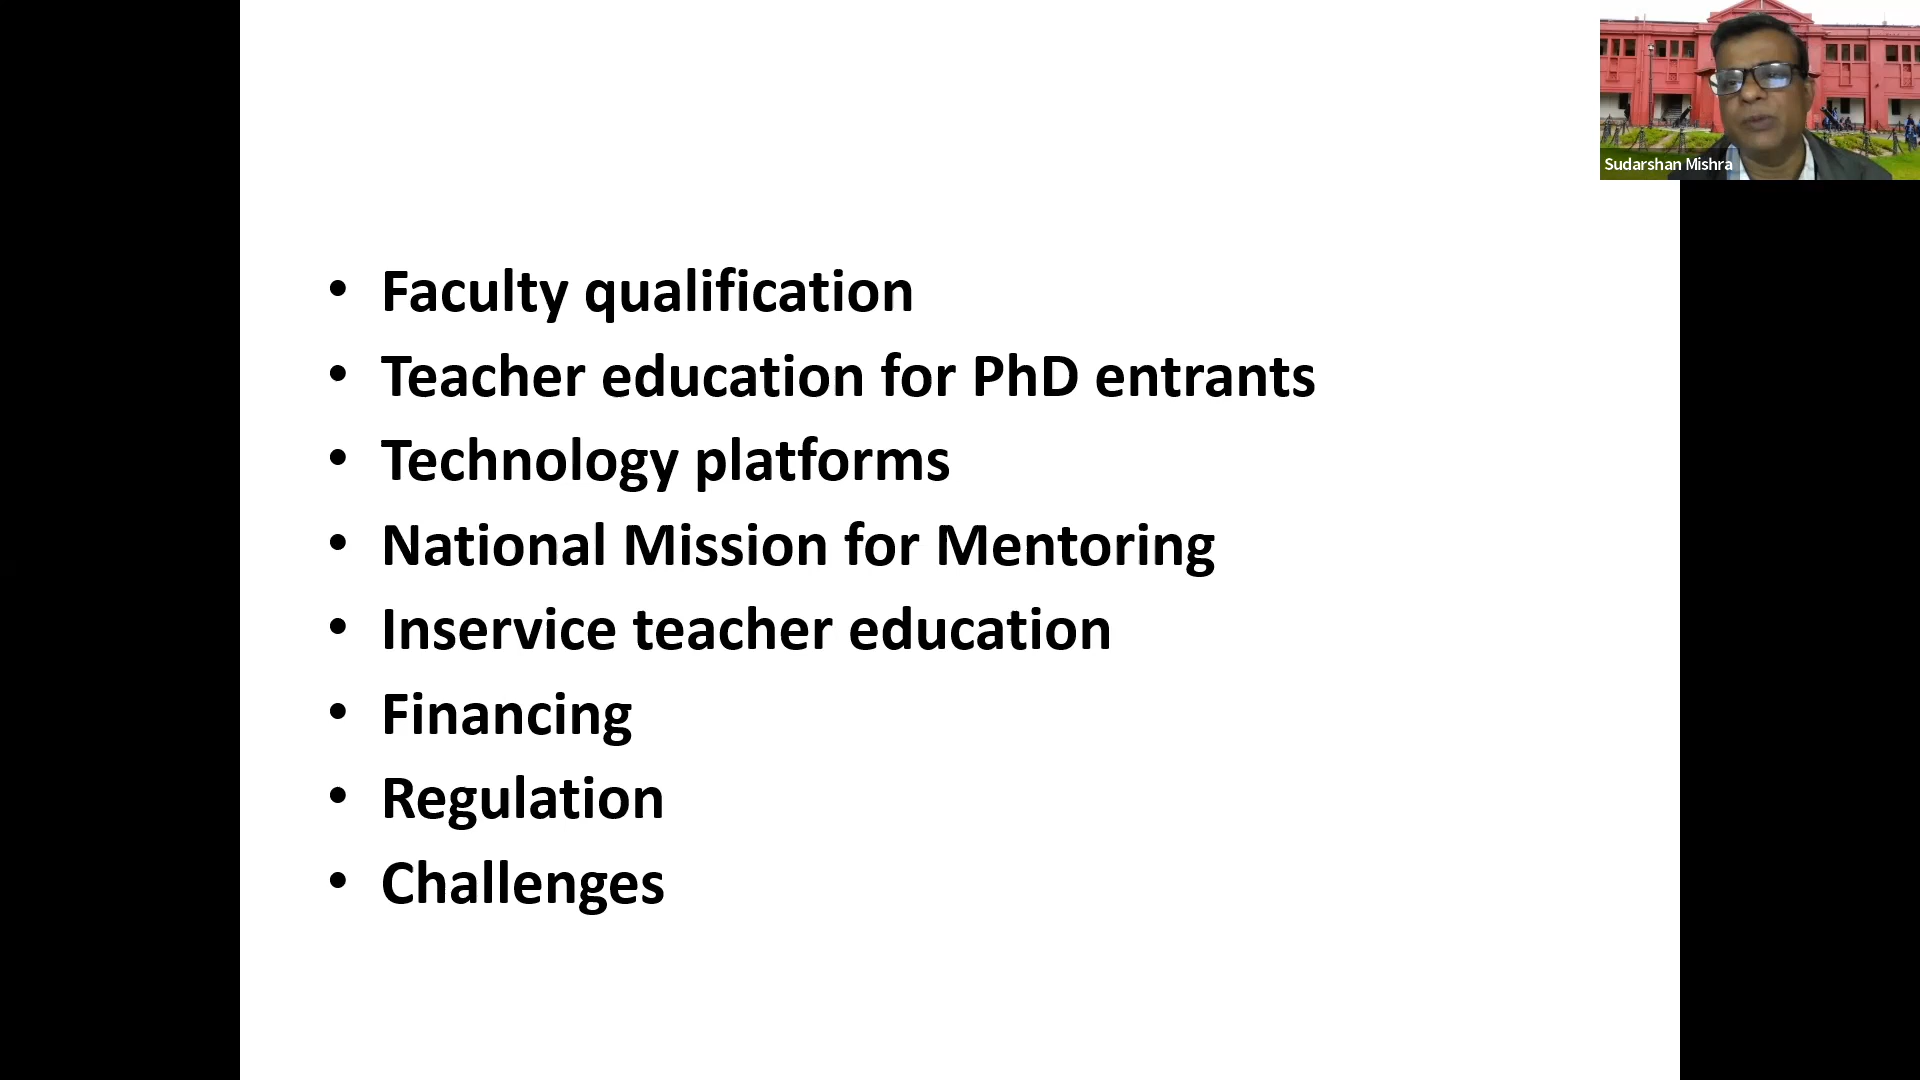 Sudarshan Mishra
• Faculty qualification
• Teacher education for PhD entrants
• Technology platforms
• National Mission for Mentoring
• Inservice teacher education
• Financing
• Regulation
• Challenges